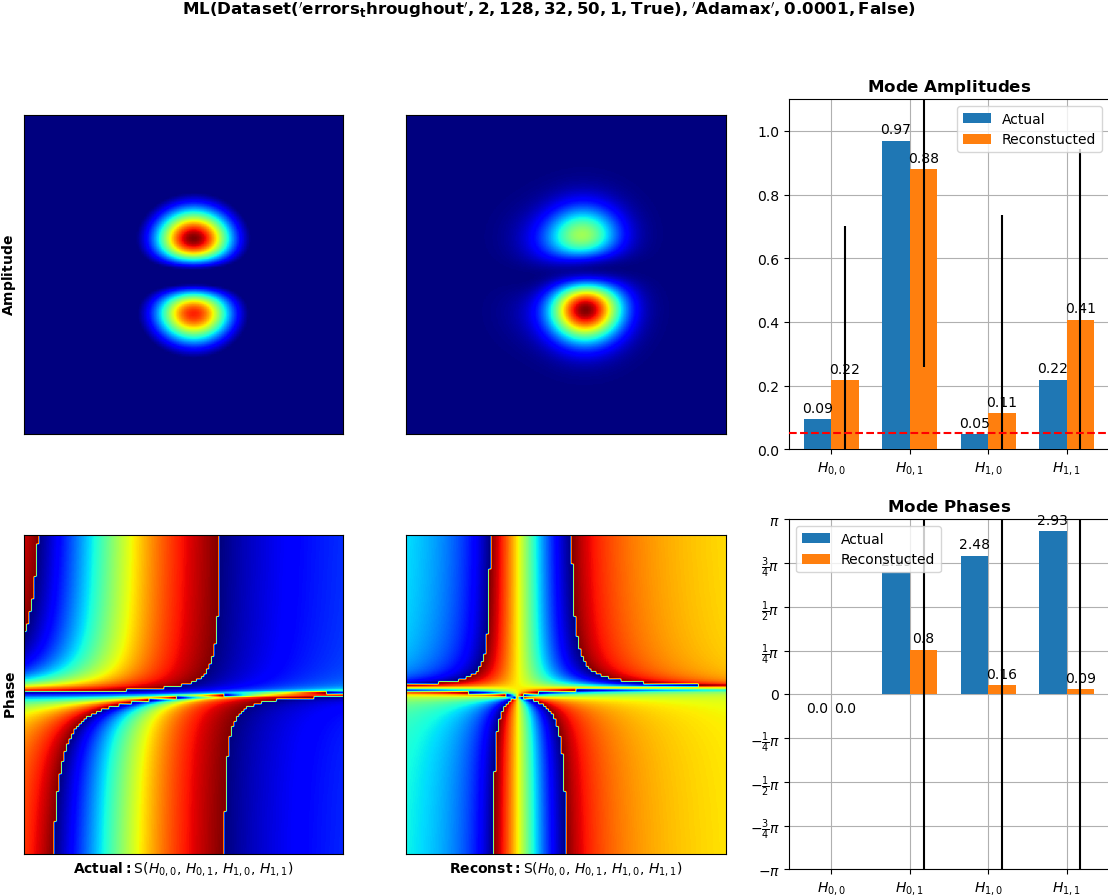 ML(Dataset('errors_throughout', 2, 128, 32, 50, 1, True), 'Adamax', 0.0001, False)
Amplitude
Mode Amplitudes
Actual
Reconstucted
1.0
0.8
0.6
0.4
0.2
0.0
0.09
0.22
0.97
0.88
0.05
0.11
0.22
0.41
H0,0
H0,1
H1,0
H1,1
Phase
Actual: S(H0,0, H0,1, H1,0, H1,1)
Reconst: S(H0,0, H0,1, H1,0, H1,1)
Mode Phases
Actual
Reconstucted
π
3/4π
1/2π
1/4π
0
−1/4π
−1/2π
−3/4π
−π
0.0
0.0
0.8
2.48
0.16
2.93
0.09
H0,0
H0,1
H1,0
H1,1